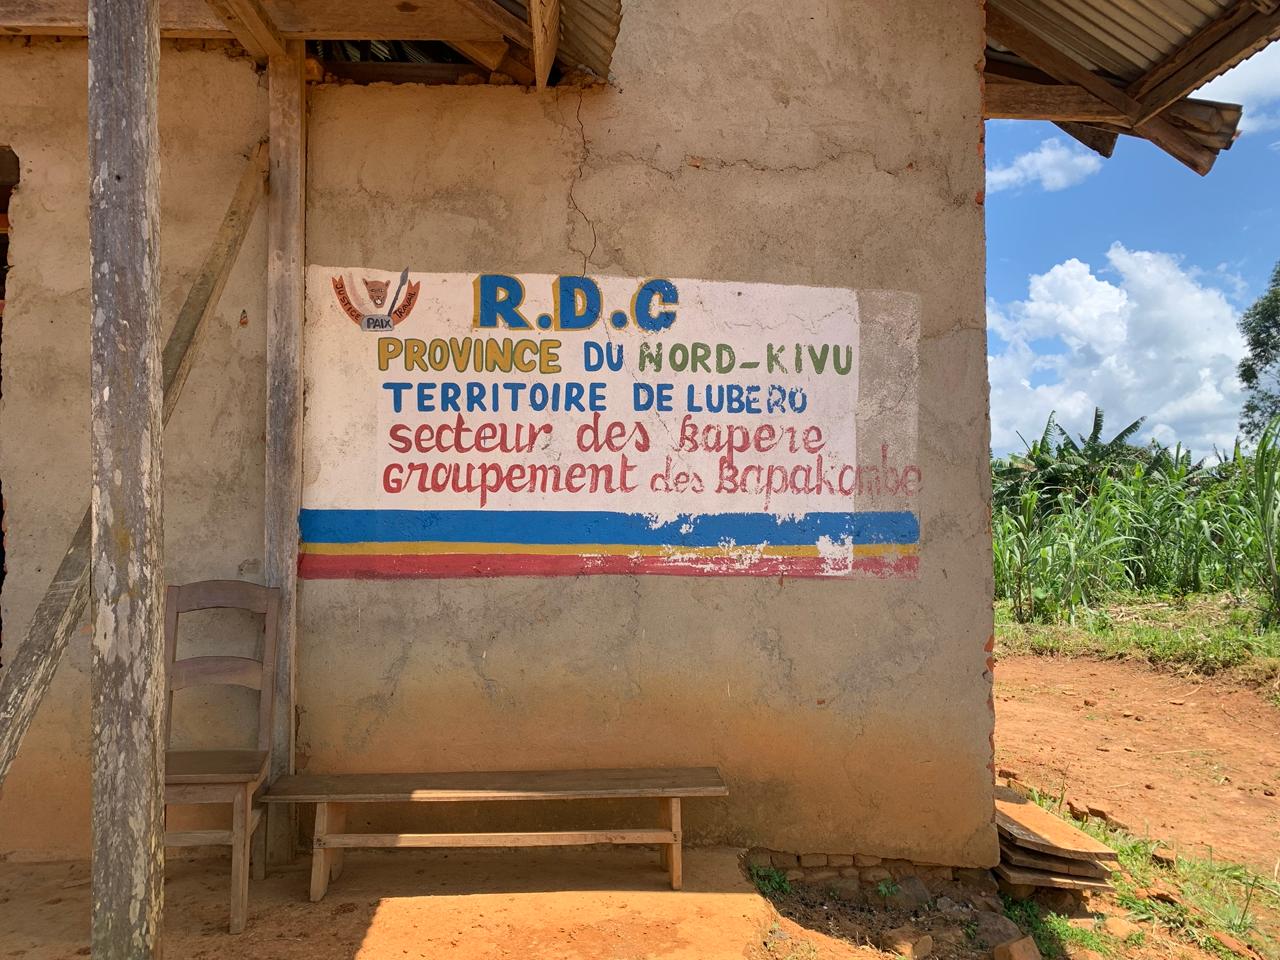 JUSTICE PAIX TRAVAIL
R.D.C
PROVINCE DU NORD-KIVU
TERRITOIRE DE LUBERO
secteur des bapere
Groupement des Bapakombe